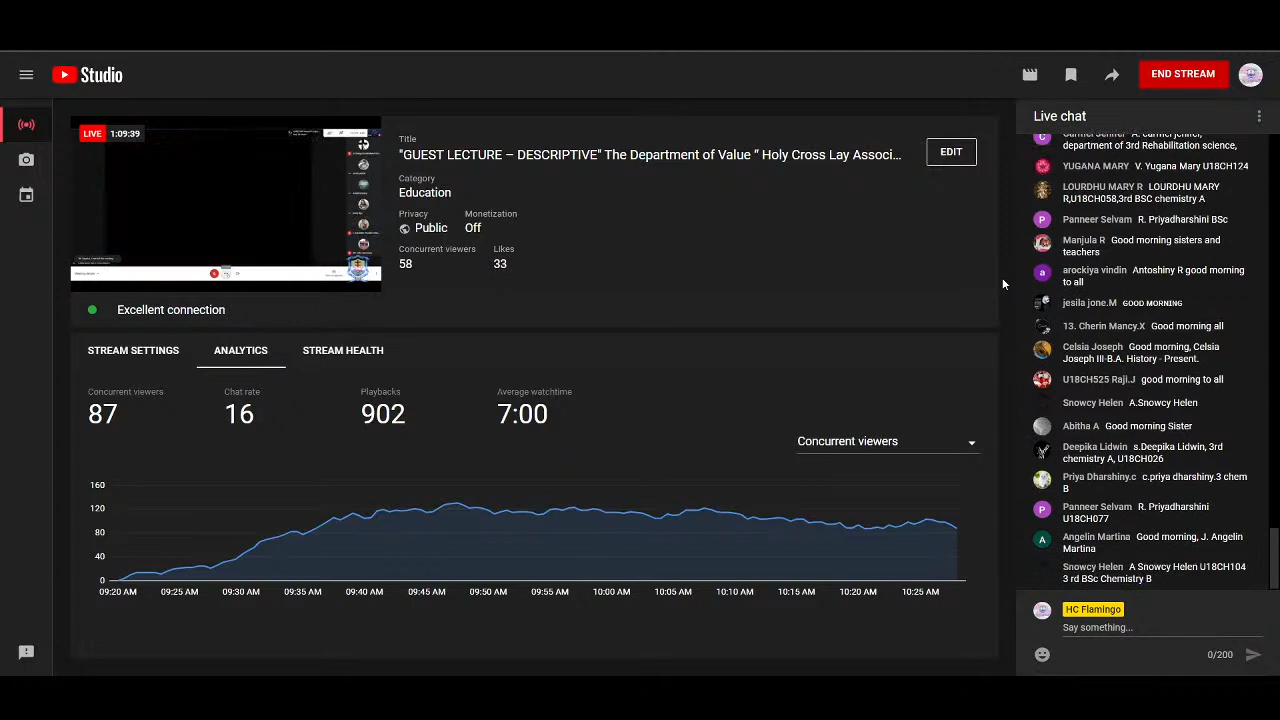 Studio
END STREAM
LIVE 1:09:39
Title
"GUEST LECTURE – DESCRIPTIVE" The Department of Value “ Holy Cross Lay Associ...
EDIT
Category
Education
Privacy Monetization
Public Off
Concurrent viewers Likes
58 33
Excellent connection
STREAM SETTINGS ANALYTICS STREAM HEALTH
Concurrent viewers Chat rate Playbacks Average watchtime
87 16 902 7:00
Concurrent viewers
160
120
80
40
0
09:20 AM 09:25 AM 09:30 AM 09:35 AM 09:40 AM 09:45 AM 09:50 AM 09:55 AM 10:00 AM 10:05 AM 10:10 AM 10:15 AM 10:20 AM 10:25 AM
Live chat
Carmel Jenifer A. carmel jenifer,
department of 3rd Rehabilitation science,
YUGANA MARY V. Yugana Mary U18CH124
LOURDHU MARY R LOURDHU MARY
R,U18CH058,3rd BSC chemistry A
Panneer Selvam R. Priyadharshini BSc
Manjula R Good morning sisters and
teachers
arockiya vindin Antoshiny R good morning
to all
jesila jone.M GOOD MORNING
13. Cherin Mancy.X Good morning all
Celsia Joseph Good morning, Celsia
Joseph III-B.A. History - Present.
U18CH525 Raji.J good morning to all
Snowcy Helen A.Snowcy Helen
Abitha A Good morning Sister
Deepika Lidwin s.Deepika Lidwin, 3rd
chemistry A, U18CH026
Priya Dharshiny.c c.priya dharshiny.3 chem
B
Panneer Selvam R. Priyadharshini
U18CH077
Angelin Martina Good morning, J. Angelin
Martina
Snowcy Helen A Snowcy Helen U18CH104
3 rd BSc Chemistry B
HC Flamingo
Say something...
0/200